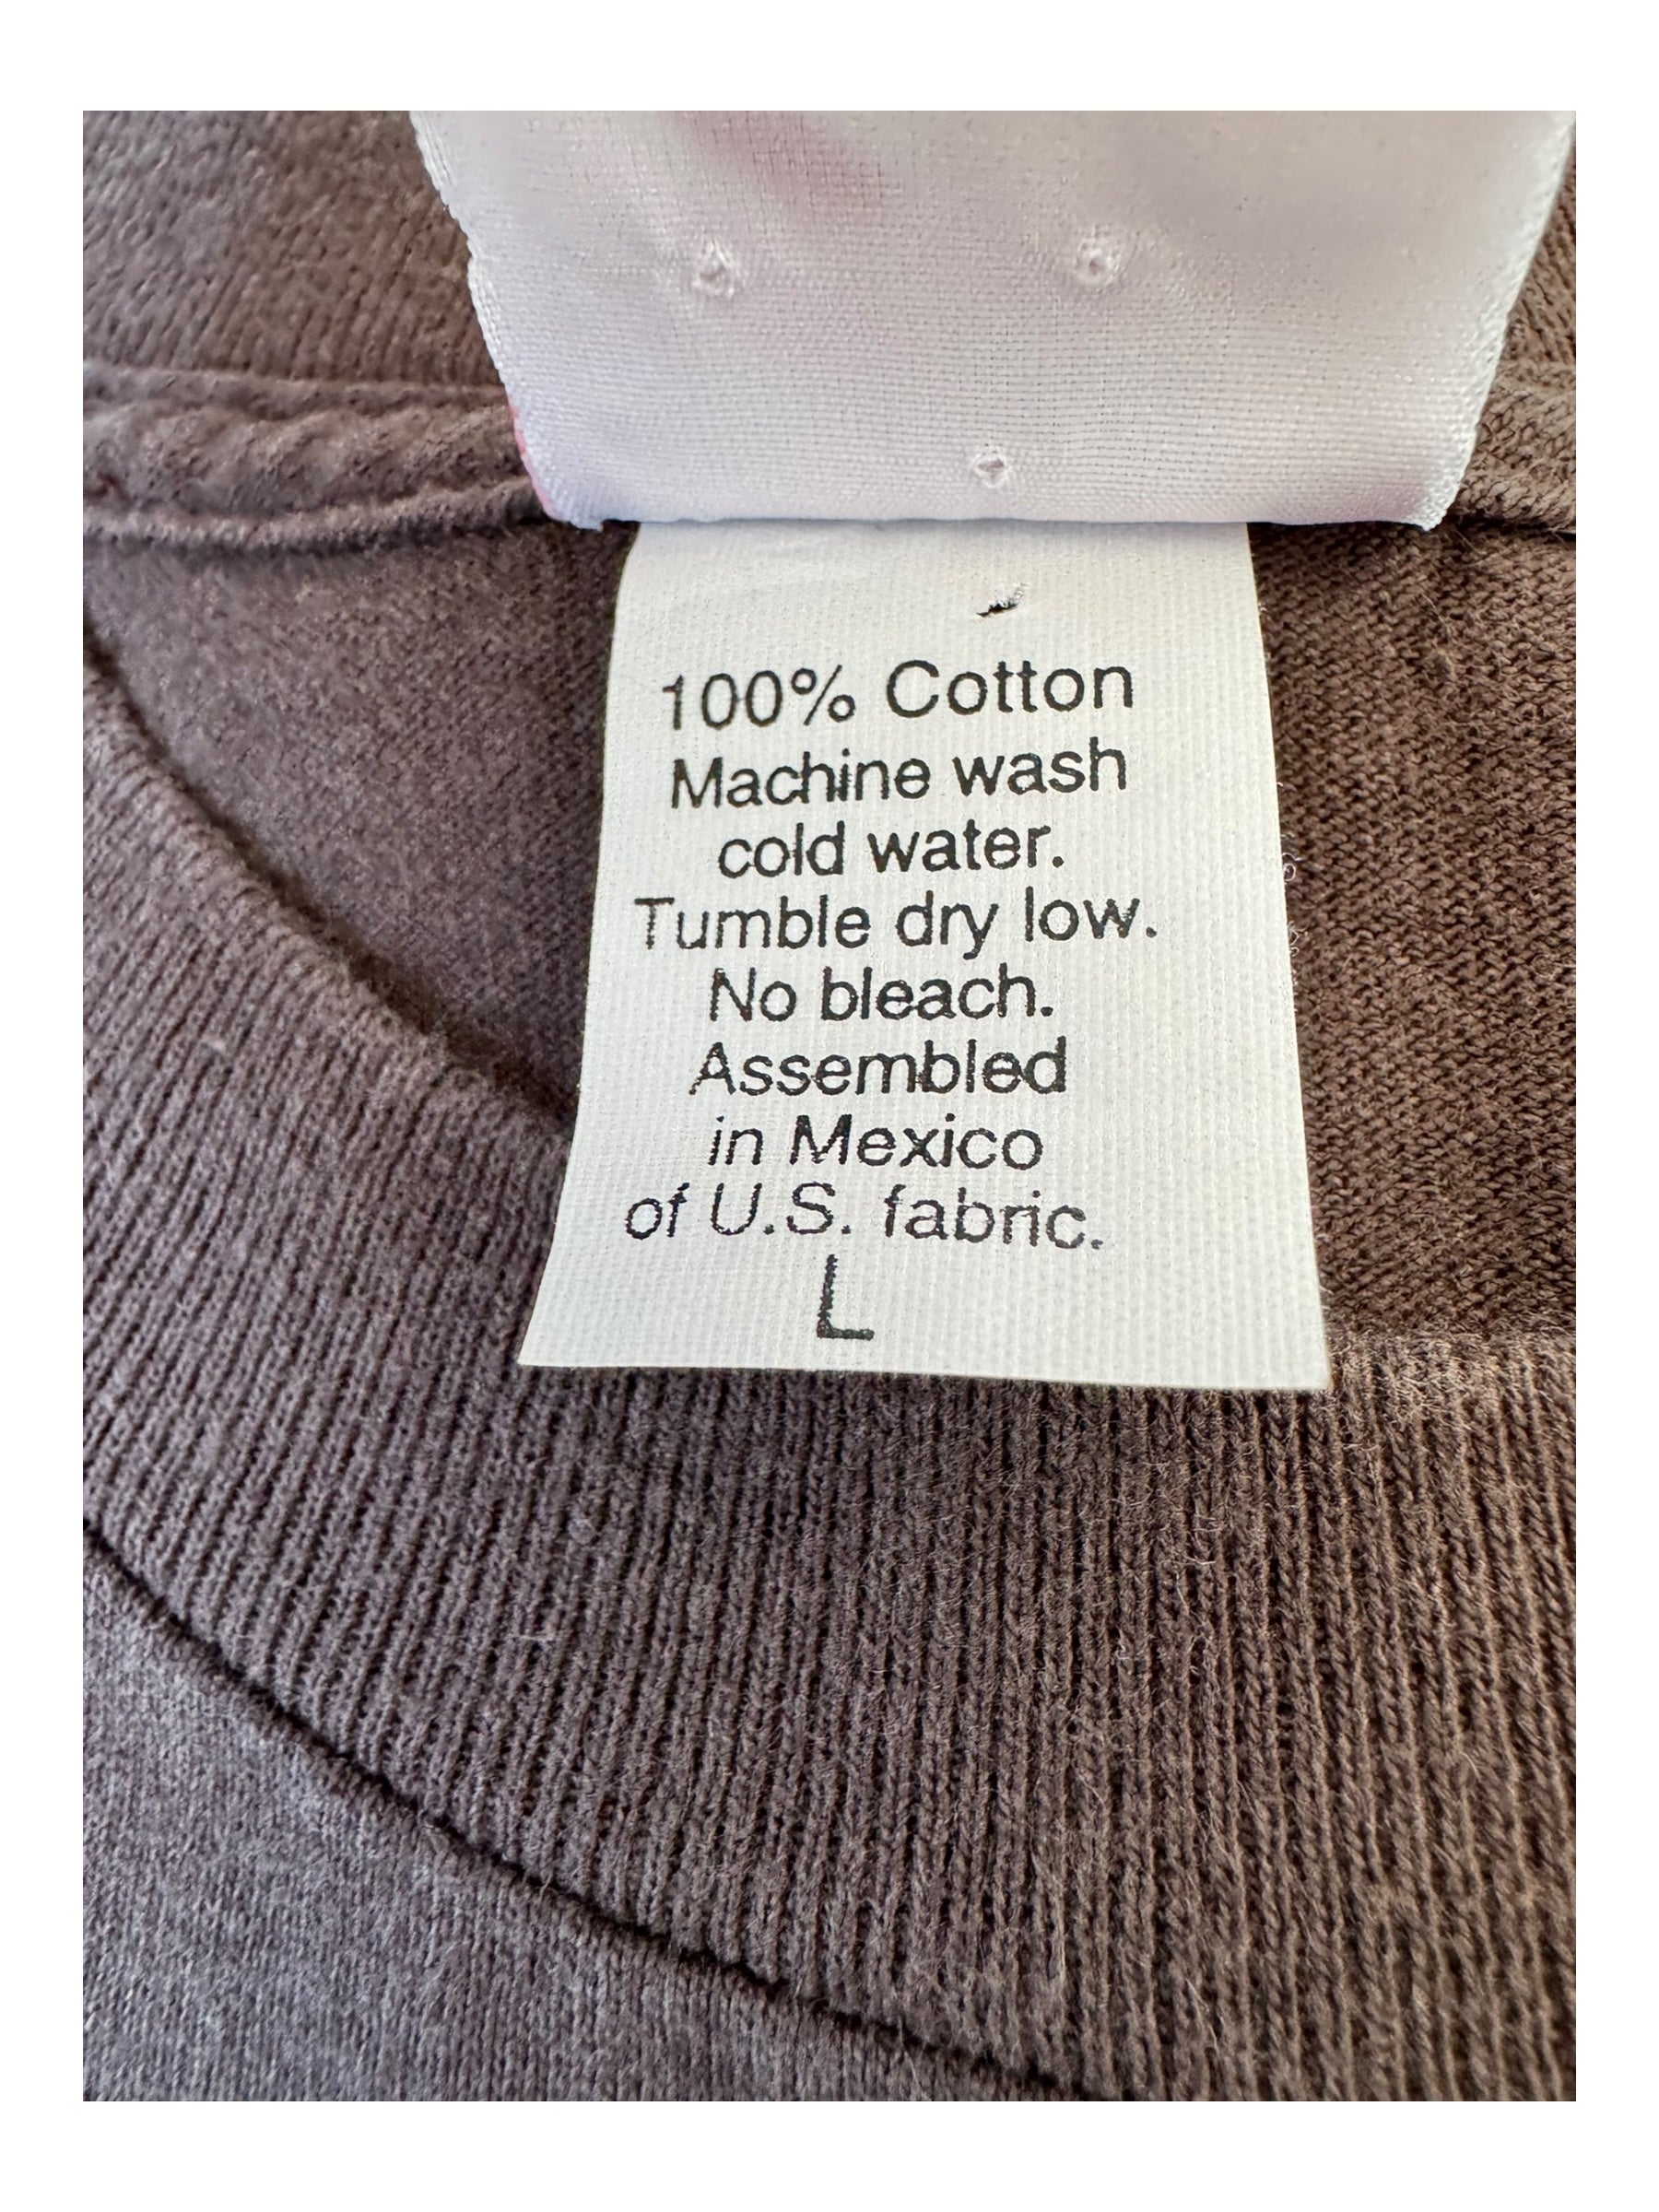 100% Cotton
Machine wash
cold water.
Tumble dry low.
No bleach.
Assembled
in Mexico
of U.S. fabric.
L